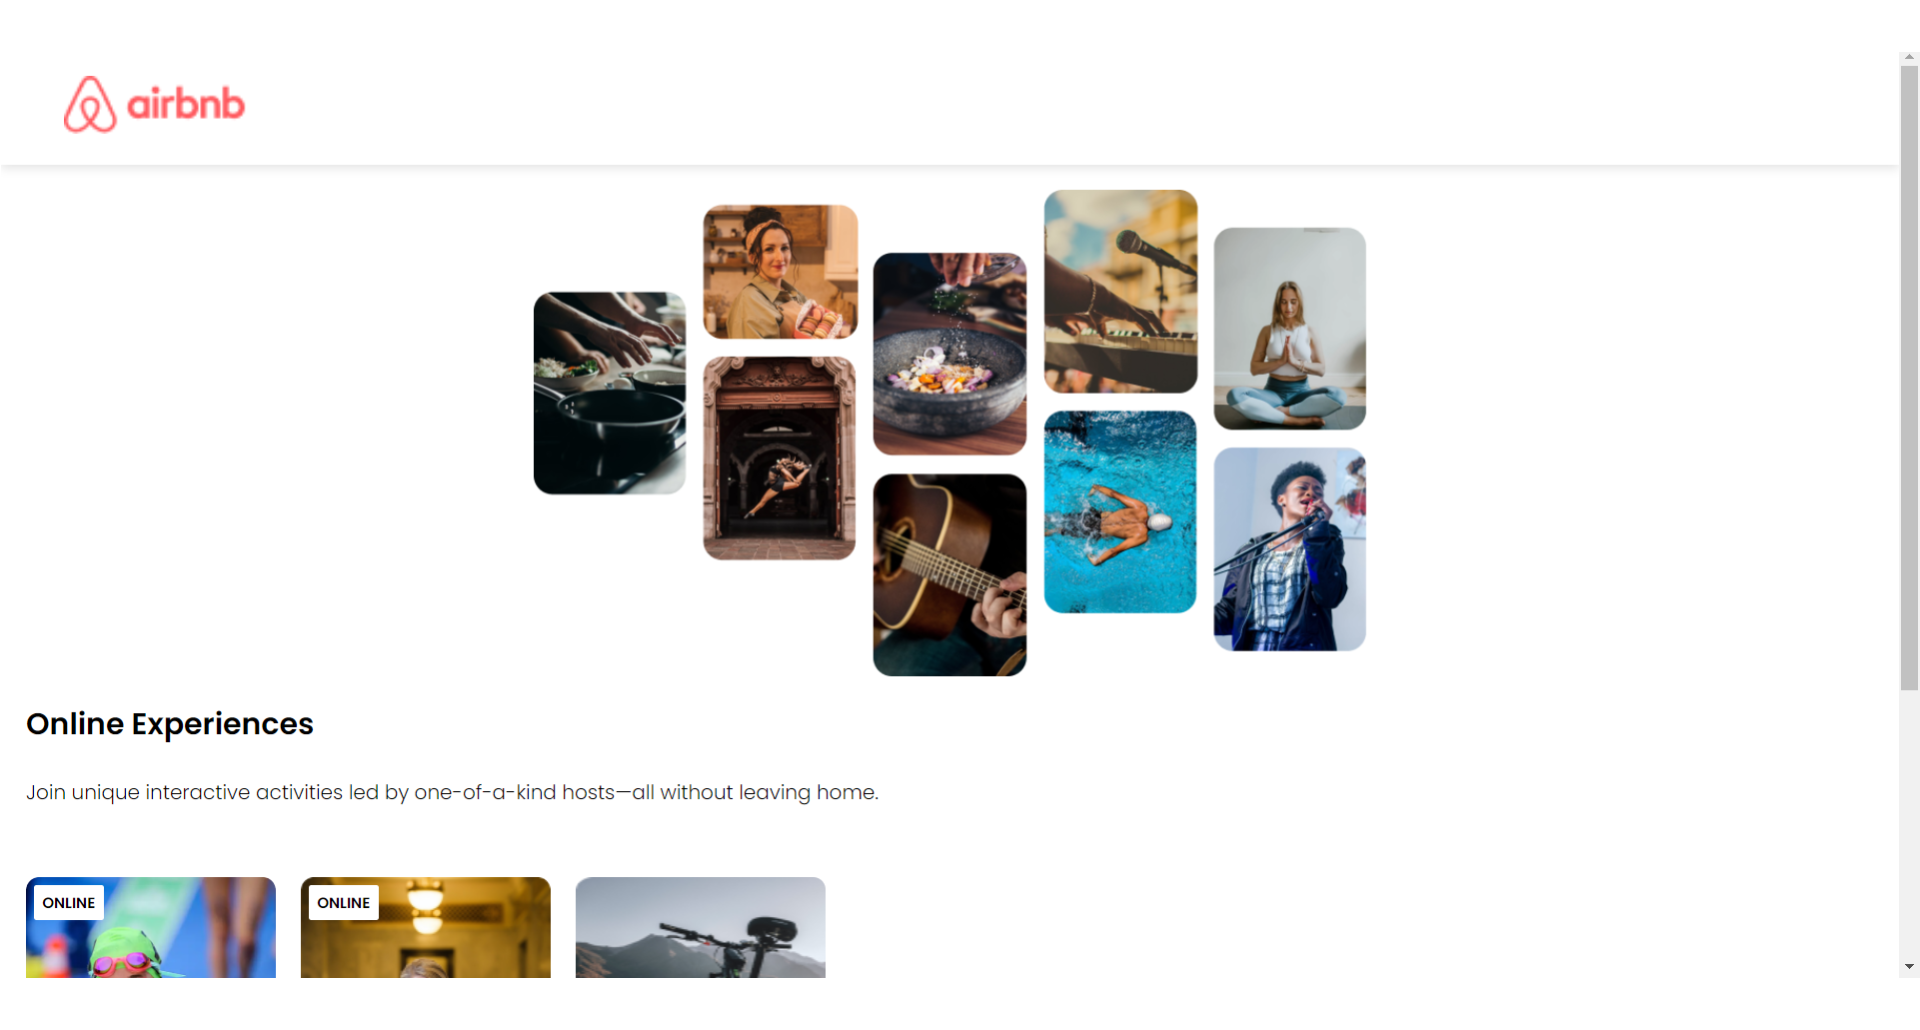 airbnb
Online Experiences
Join unique interactive activities led by one-of-a-kind hosts—all without leaving home.
ONLINE
ONLINE